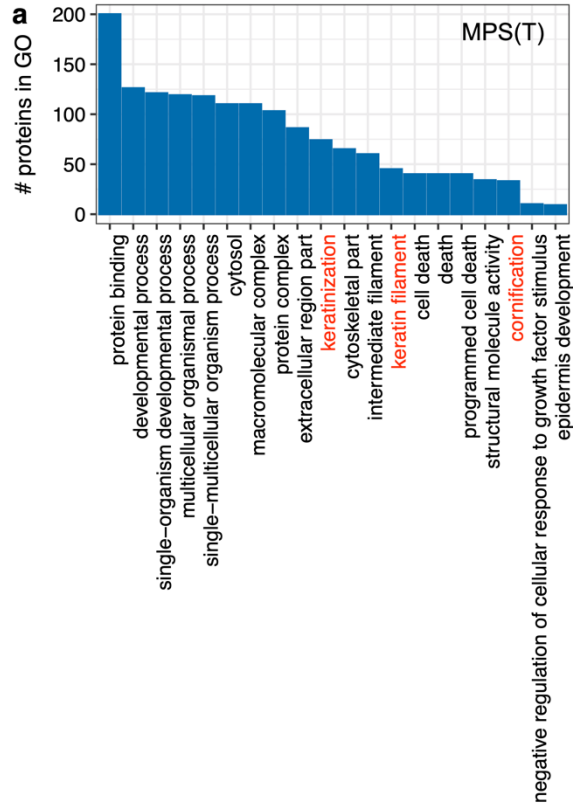 a
MPS(T)
# proteins in GO
200
150
100
50
0
protein binding
developmental process
single−organism developmental process
multicellular organismal process
single−multicellular organism process
cytosol
macromolecular complex
protein complex
extracellular region part
keratinization
cytoskeletal part
intermediate filament
keratin filament
cell death
death
programmed cell death
structural molecule activity
cornification
negative regulation of cellular response to growth factor stimulus
epidermis development